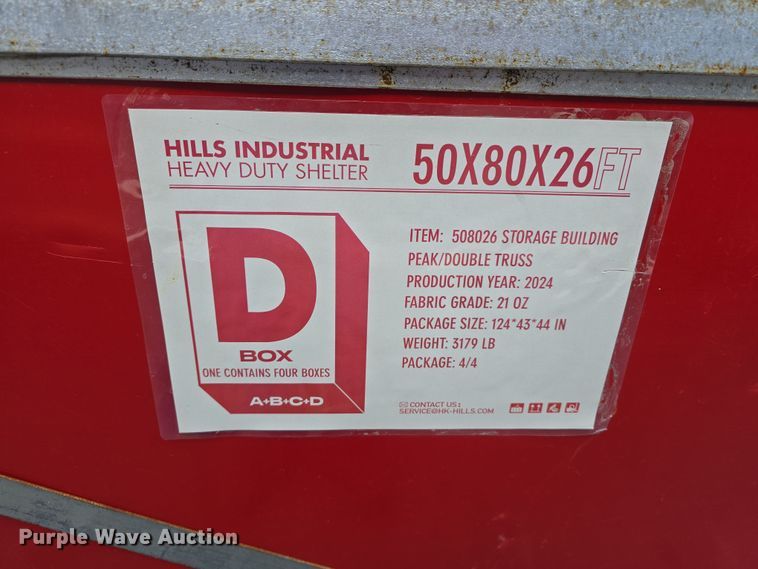 HILLS INDUSTRIAL
HEAVY DUTY SHELTER
50X80X26FT
D
BOX
ONE CONTAINS FOUR BOXES
A+B+C+D
ITEM: 508026 STORAGE BUILDING
PEAK/DOUBLE TRUSS
PRODUCTION YEAR: 2024
FABRIC GRADE: 21 OZ
PACKAGE SIZE: 124*43*44 IN
WEIGHT: 3179 LB
PACKAGE: 4/4
CONTACT US:
SERVICE@HK-HILLS.COM
Purple Wave Auction